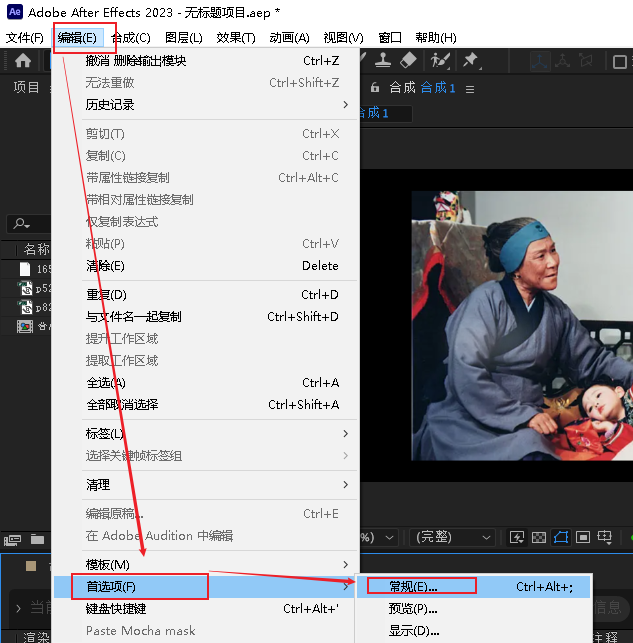 Ae Adobe After Effects 2023 - 无标题项目.aep *
文件(F) 编辑(E) 合成(C) 图层(L) 效果(T) 动画(A) 视图(V) 窗口 帮助(H)
项目
合成 合成 1
合成 1
撤消 删除输出模块 Ctrl+Z
无法重做 Ctrl+Shift+Z
历史记录
剪切(T) Ctrl+X
复制(C) Ctrl+C
带属性链接复制 Ctrl+Alt+C
带相对属性链接复制
仅复制表达式
粘贴(P) Ctrl+V
清除(E) Delete
重复(D) Ctrl+D
与文件名一起复制 Ctrl+Shift+D
提升工作区域
提取工作区域
全选(A) Ctrl+A
全部取消选择 Ctrl+Shift+A
标签(L)
选择关键帧标签组
清理
编辑原稿... Ctrl+E
在 Adobe Audition 中编辑
模板(M)
首选项(F)
键盘快捷键 Ctrl+Alt+'
Paste Mocha mask
名称
165
p52
p82
%) (完整)
常规(E)... Ctrl+Alt+;
预览(P)...
显示(D)...
当前
信息
渲染
注释